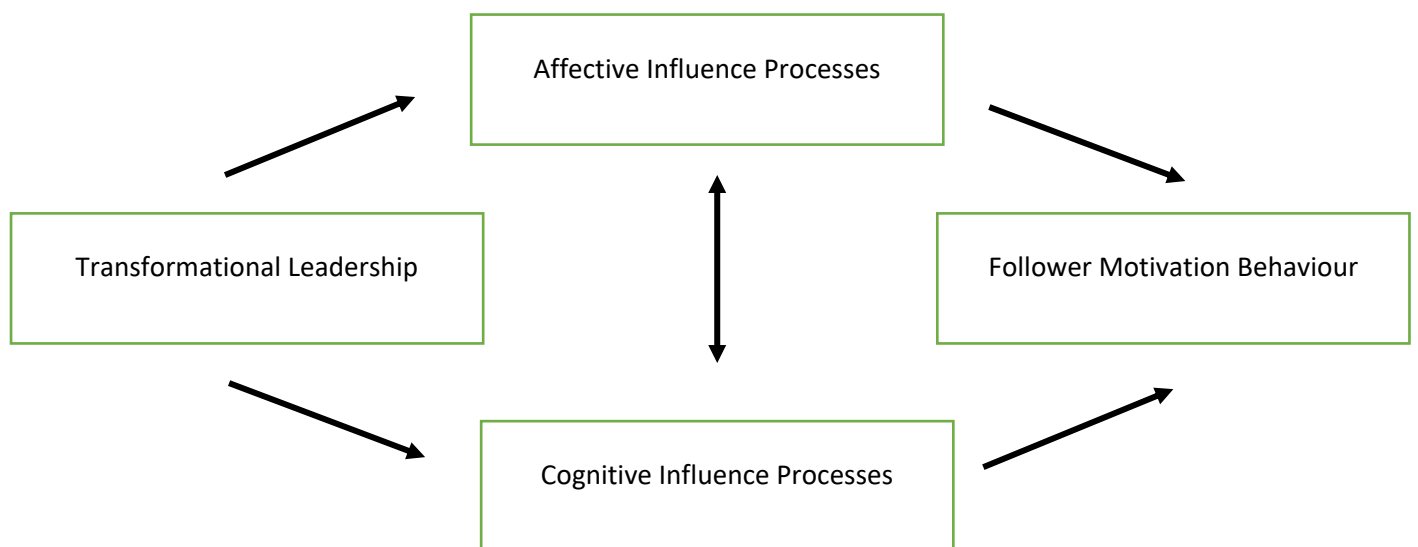 Affective Influence Processes
Transformational Leadership
Follower Motivation Behaviour
Cognitive Influence Processes